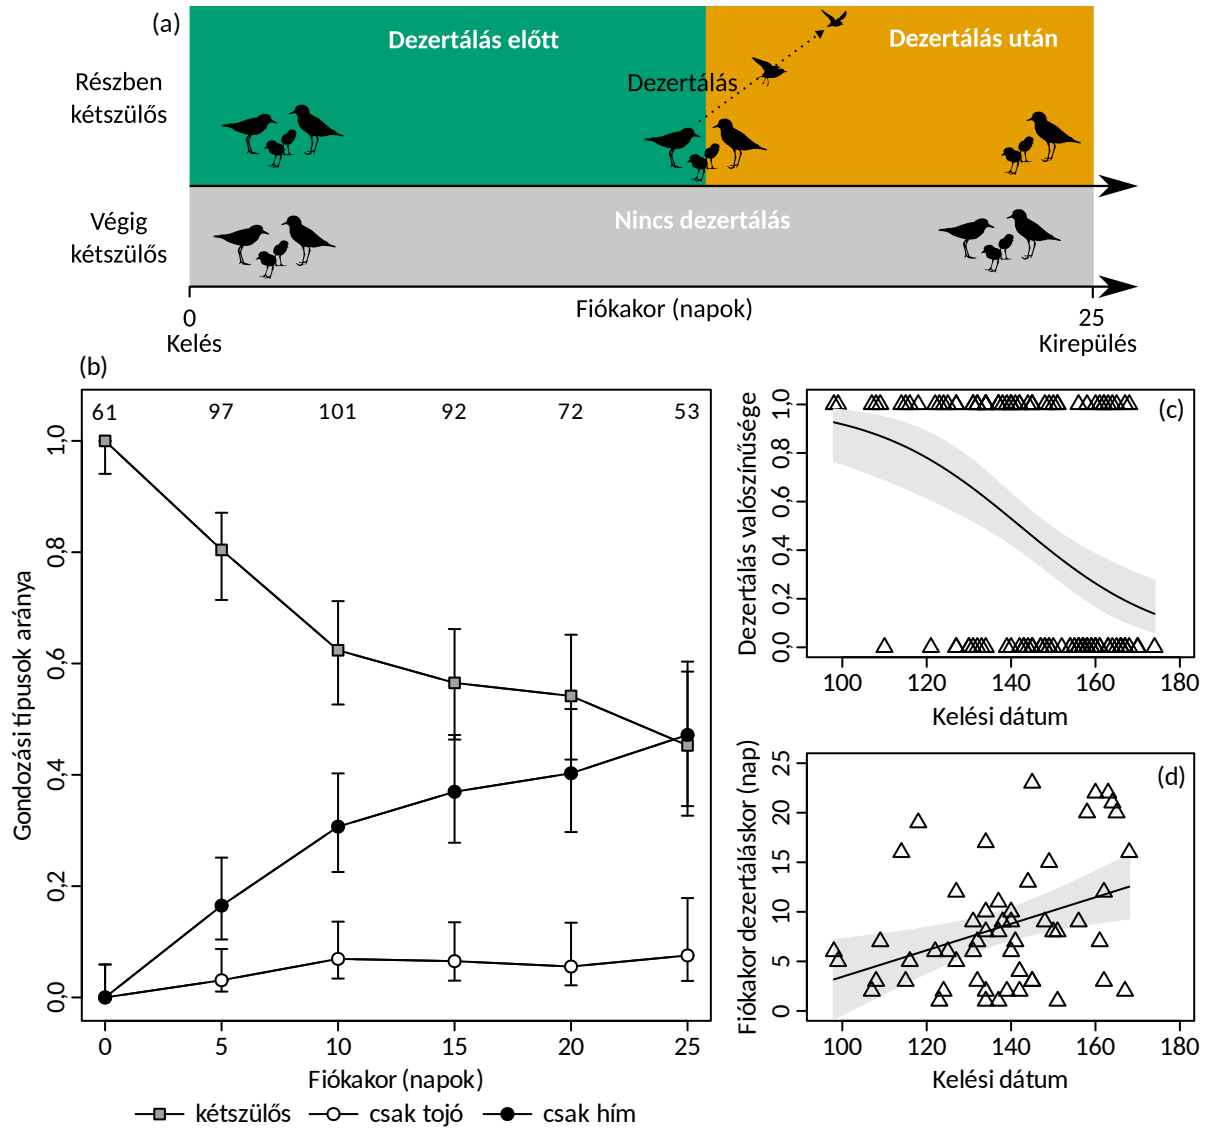 (a)
Dezertálás előtt
Dezertálás után
Részben
kétszülős
Dezertálás
Végig
kétszülős
Nincs dezertálás
0
Fiókakor (napok)
25
Kelés
Kirepülés
(b)
61 97 101 92 72 53
Gondozási típusok aránya
1,0
0,8
0,6
0,4
0,2
0,0
0 5 10 15 20 25
Fiókakor (napok)
kétszülős
csak tojó
csak hím
(c)
Dezertálás valószínűsége
1,0
0,8
0,6
0,4
0,2
0,0
100 120 140 160 180
Kelési dátum
(d)
Fiókakor dezertáláskor (nap)
25
20
15
10
5
0
100 120 140 160 180
Kelési dátum